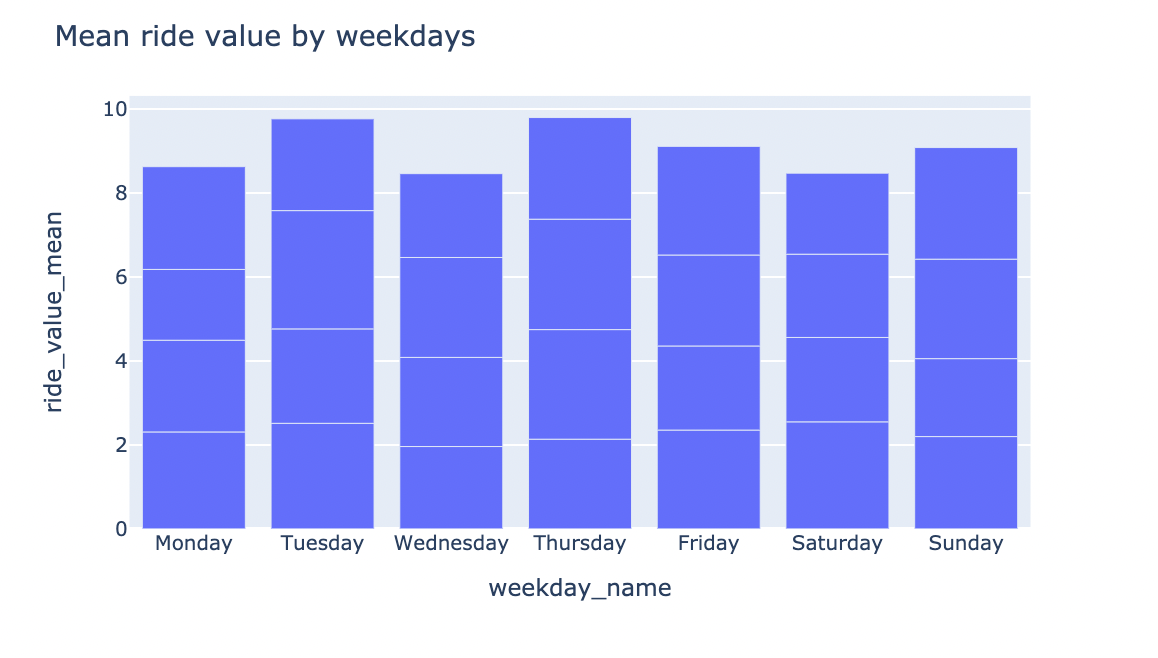 Mean ride value by weekdays
ride_value_mean
10
8
6
4
2
0
Monday Tuesday Wednesday Thursday Friday Saturday Sunday
weekday_name